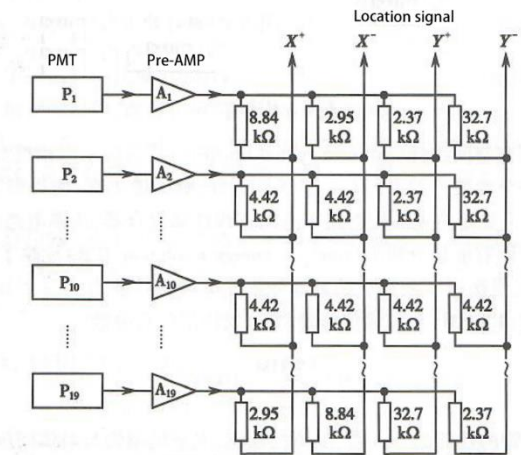 Location signal
X⁺ X⁻ Y⁺ Y⁻
PMT Pre-AMP
P₁ A₁ 8.84 kΩ 2.95 kΩ 2.37 kΩ 32.7 kΩ
P₂ A₂ 4.42 kΩ 4.42 kΩ 2.37 kΩ 32.7 kΩ
P₁₀ A₁₀ 4.42 kΩ 4.42 kΩ 4.42 kΩ 4.42 kΩ
P₁₉ A₁₉ 2.95 kΩ 8.84 kΩ 32.7 kΩ 2.37 kΩ